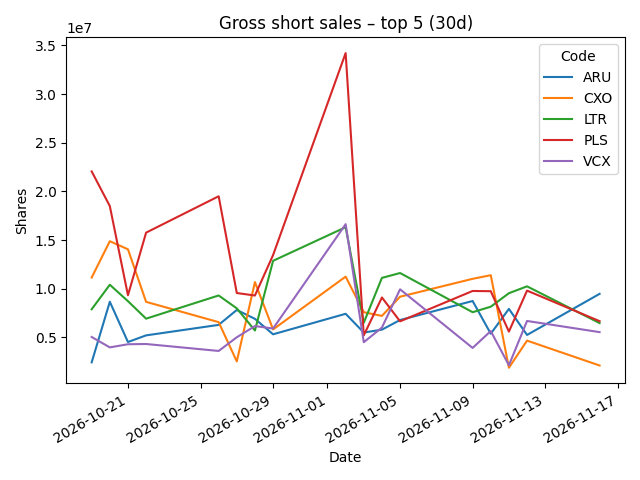 Gross short sales – top 5 (30d)
1e7
3.5
3.0
2.5
2.0
1.5
1.0
0.5
Shares
Code
ARU
CXO
LTR
PLS
VCX
2026-10-21
2026-10-25
2026-10-29
2026-11-01
2026-11-05
2026-11-09
2026-11-13
2026-11-17
Date